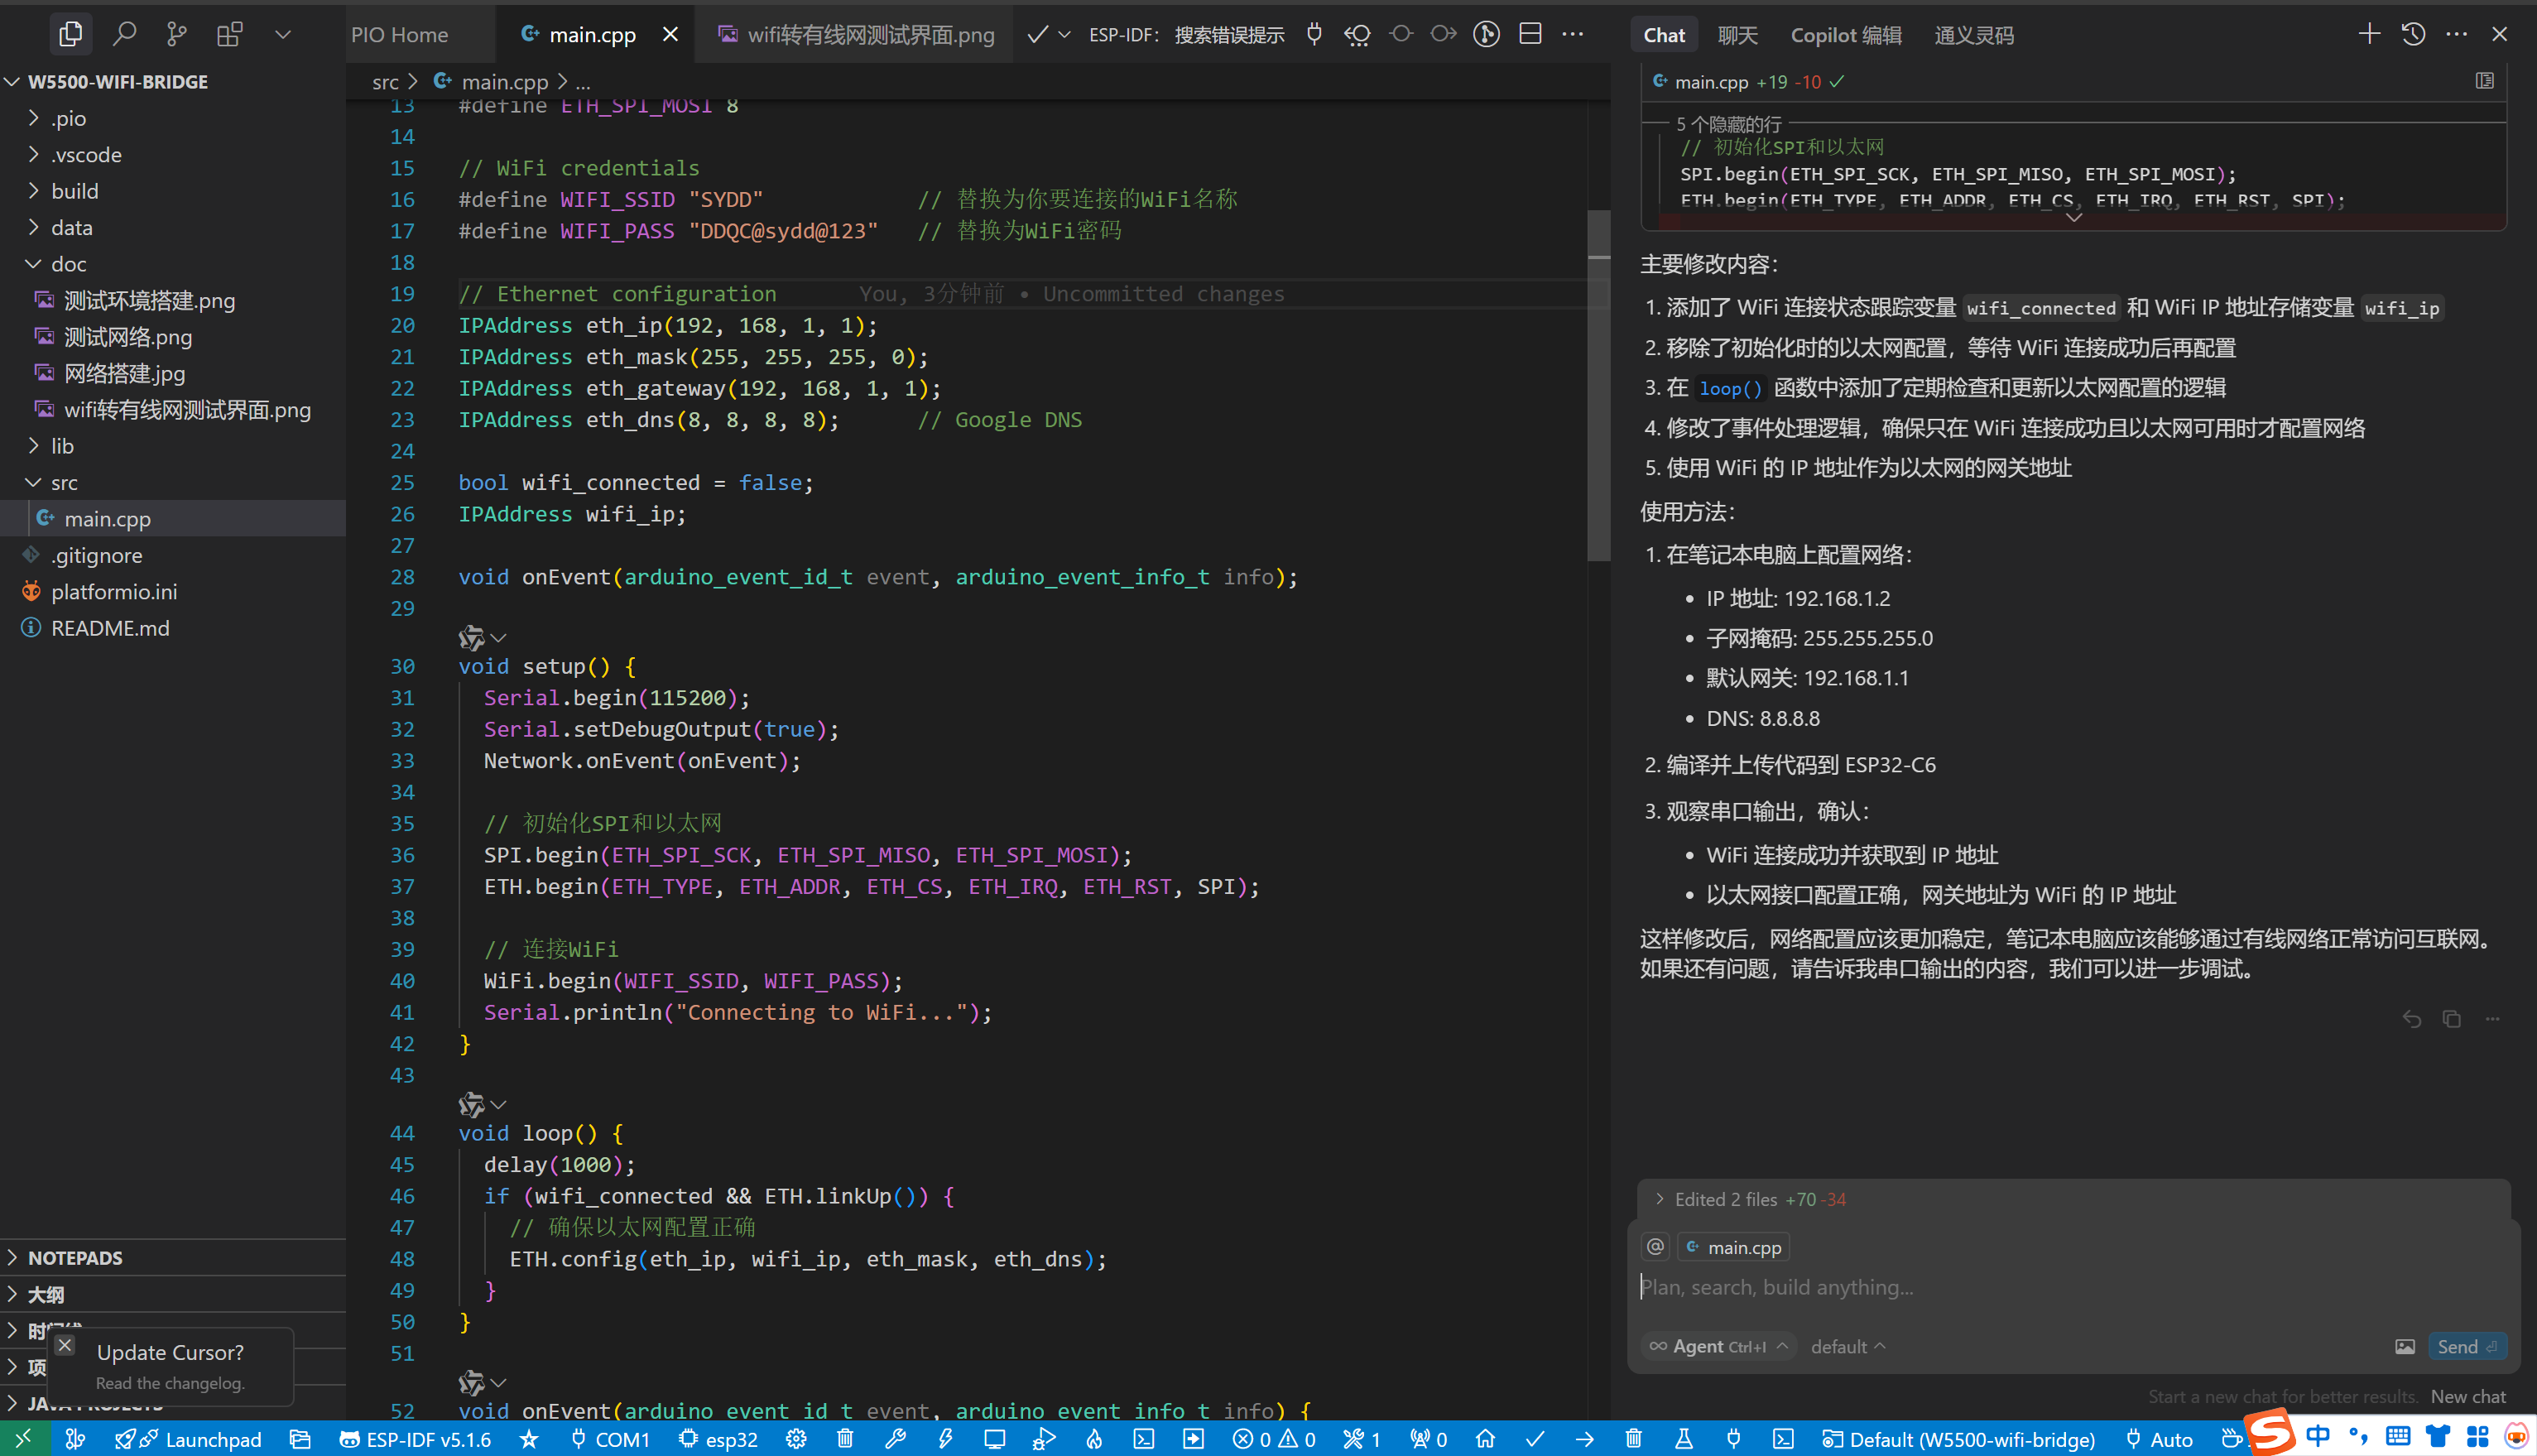 PIO Home
main.cpp
wifi转有线网测试界面.png
ESP-IDF: 搜索错误提示
Chat
聊天
Copilot 编辑
通义灵码
W5500-WIFI-BRIDGE
.pio
.vscode
build
data
doc
测试环境搭建.png
测试网络.png
网络搭建.jpg
wifi转有线网测试界面.png
lib
src
main.cpp
.gitignore
platformio.ini
README.md
NOTEPADS
大纲
Update Cursor?
Read the changelog.
src > main.cpp > ...
13 #define ETH_SPI_MOSI 8
14
15 // WiFi credentials
16 #define WIFI_SSID "SYDD" // 替换为你要连接的WiFi名称
17 #define WIFI_PASS "DDQC@sydd@123" // 替换为WiFi密码
18
19 // Ethernet configuration You, 3分钟前 • Uncommitted changes
20 IPAddress eth_ip(192, 168, 1, 1);
21 IPAddress eth_mask(255, 255, 255, 0);
22 IPAddress eth_gateway(192, 168, 1, 1);
23 IPAddress eth_dns(8, 8, 8, 8); // Google DNS
24
25 bool wifi_connected = false;
26 IPAddress wifi_ip;
27
28 void onEvent(arduino_event_id_t event, arduino_event_info_t info);
29
30 void setup() {
31 Serial.begin(115200);
32 Serial.setDebugOutput(true);
33 Network.onEvent(onEvent);
34
35 // 初始化SPI和以太网
36 SPI.begin(ETH_SPI_SCK, ETH_SPI_MISO, ETH_SPI_MOSI);
37 ETH.begin(ETH_TYPE, ETH_ADDR, ETH_CS, ETH_IRQ, ETH_RST, SPI);
38
39 // 连接WiFi
40 WiFi.begin(WIFI_SSID, WIFI_PASS);
41 Serial.println("Connecting to WiFi...");
42 }
43
44 void loop() {
45 delay(1000);
46 if (wifi_connected && ETH.linkUp()) {
47 // 确保以太网配置正确
48 ETH.config(eth_ip, wifi_ip, eth_mask, eth_dns);
49 }
50 }
51
52 void onEvent(arduino_event_id_t event, arduino_event_info_t info) {
main.cpp +19 -10
5 个隐藏的行
// 初始化SPI和以太网
SPI.begin(ETH_SPI_SCK, ETH_SPI_MISO, ETH_SPI_MOSI);
ETH.begin(ETH_TYPE, ETH_ADDR, ETH_CS, ETH_IRQ, ETH_RST, SPI);
主要修改内容：
1. 添加了 WiFi 连接状态跟踪变量 wifi_connected 和 WiFi IP 地址存储变量 wifi_ip
2. 移除了初始化时的以太网配置，等待 WiFi 连接成功后再配置
3. 在 loop() 函数中添加了定期检查和更新以太网配置的逻辑
4. 修改了事件处理逻辑，确保只在 WiFi 连接成功且以太网可用时才配置网络
5. 使用 WiFi 的 IP 地址作为以太网的网关地址
使用方法：
1. 在笔记本电脑上配置网络：
• IP 地址: 192.168.1.2
• 子网掩码: 255.255.255.0
• 默认网关: 192.168.1.1
• DNS: 8.8.8.8
2. 编译并上传代码到 ESP32-C6
3. 观察串口输出，确认：
• WiFi 连接成功并获取到 IP 地址
• 以太网接口配置正确，网关地址为 WiFi 的 IP 地址
这样修改后，网络配置应该更加稳定，笔记本电脑应该能够通过有线网络正常访问互联网。
如果还有问题，请告诉我串口输出的内容，我们可以进一步调试。
Edited 2 files +70 -34
@ main.cpp
Plan, search, build anything...
Agent Ctrl+I default
Send
Start a new chat for better results. New chat
Launchpad
ESP-IDF v5.1.6
COM1
esp32
0 0
1
0
Default (W5500-wifi-bridge)
Auto
中